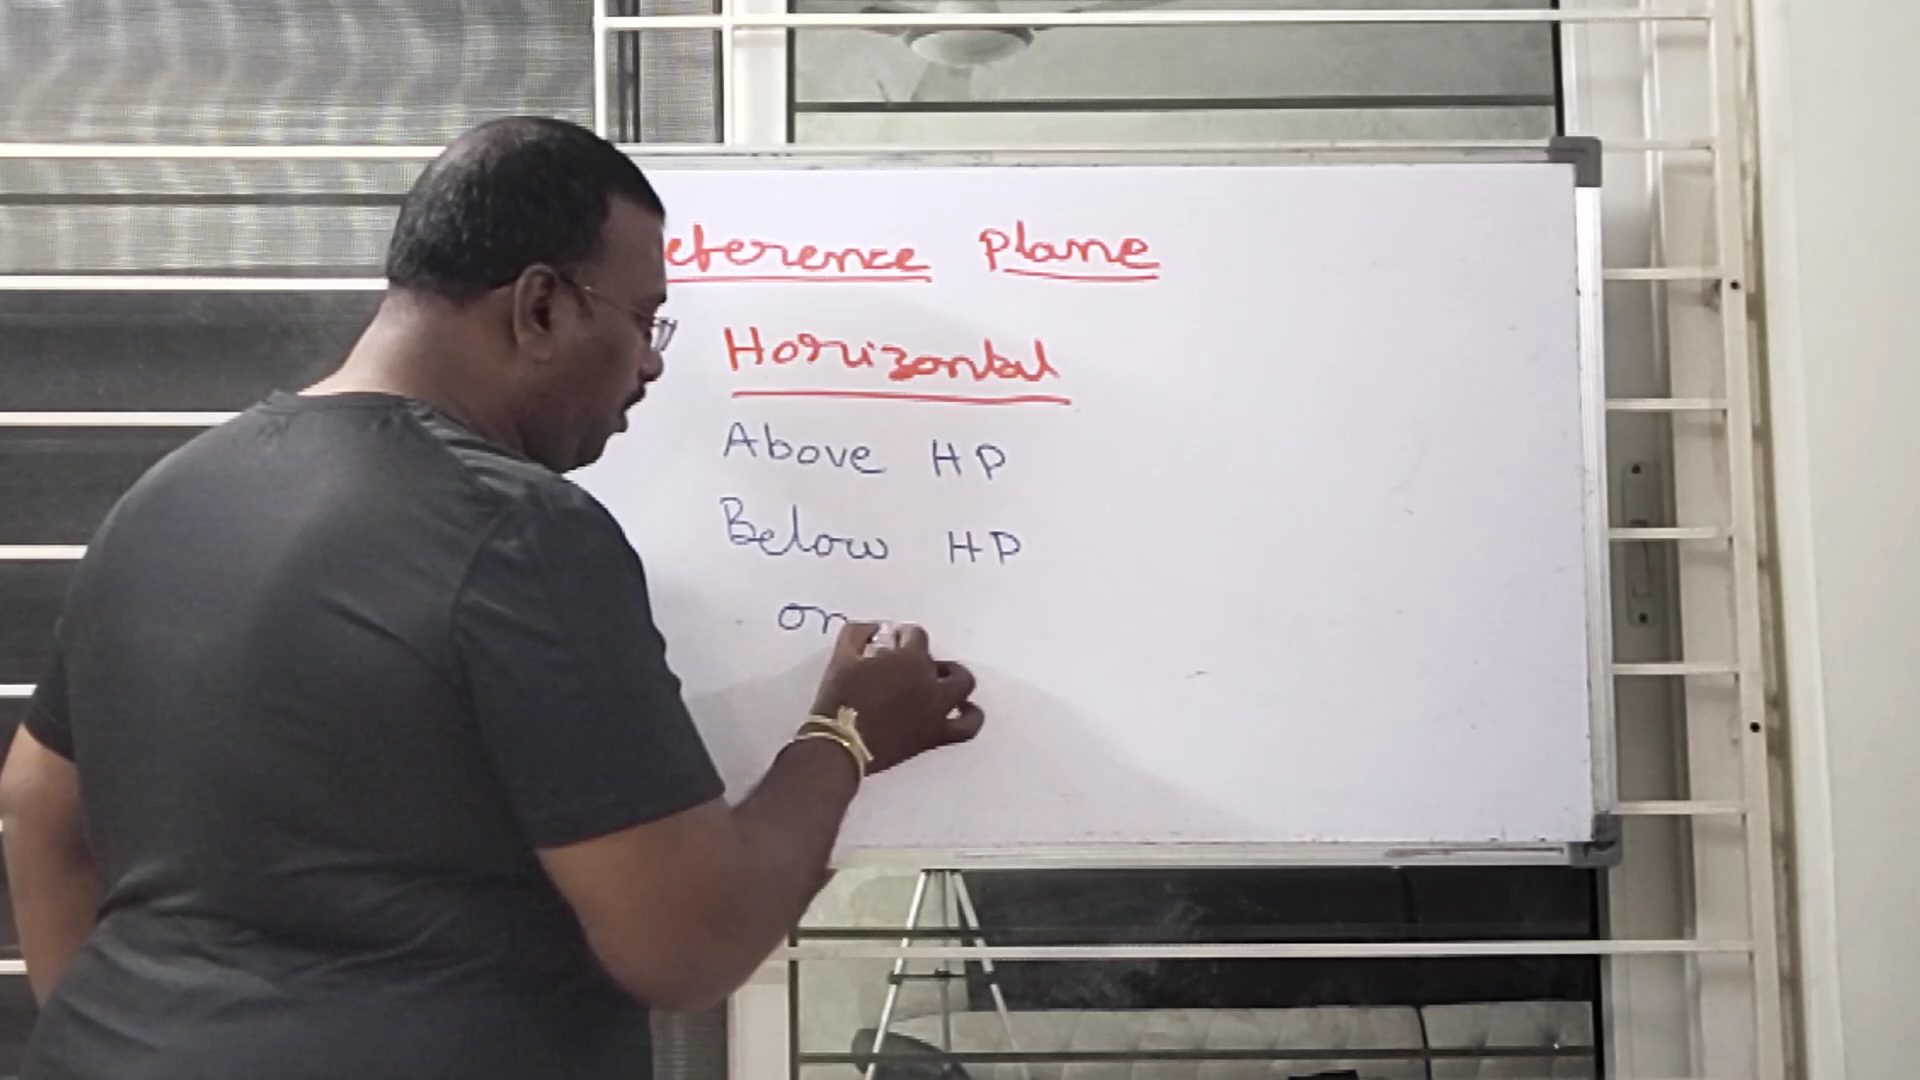 eference Plane
Horizontal
Above HP
Below HP
on